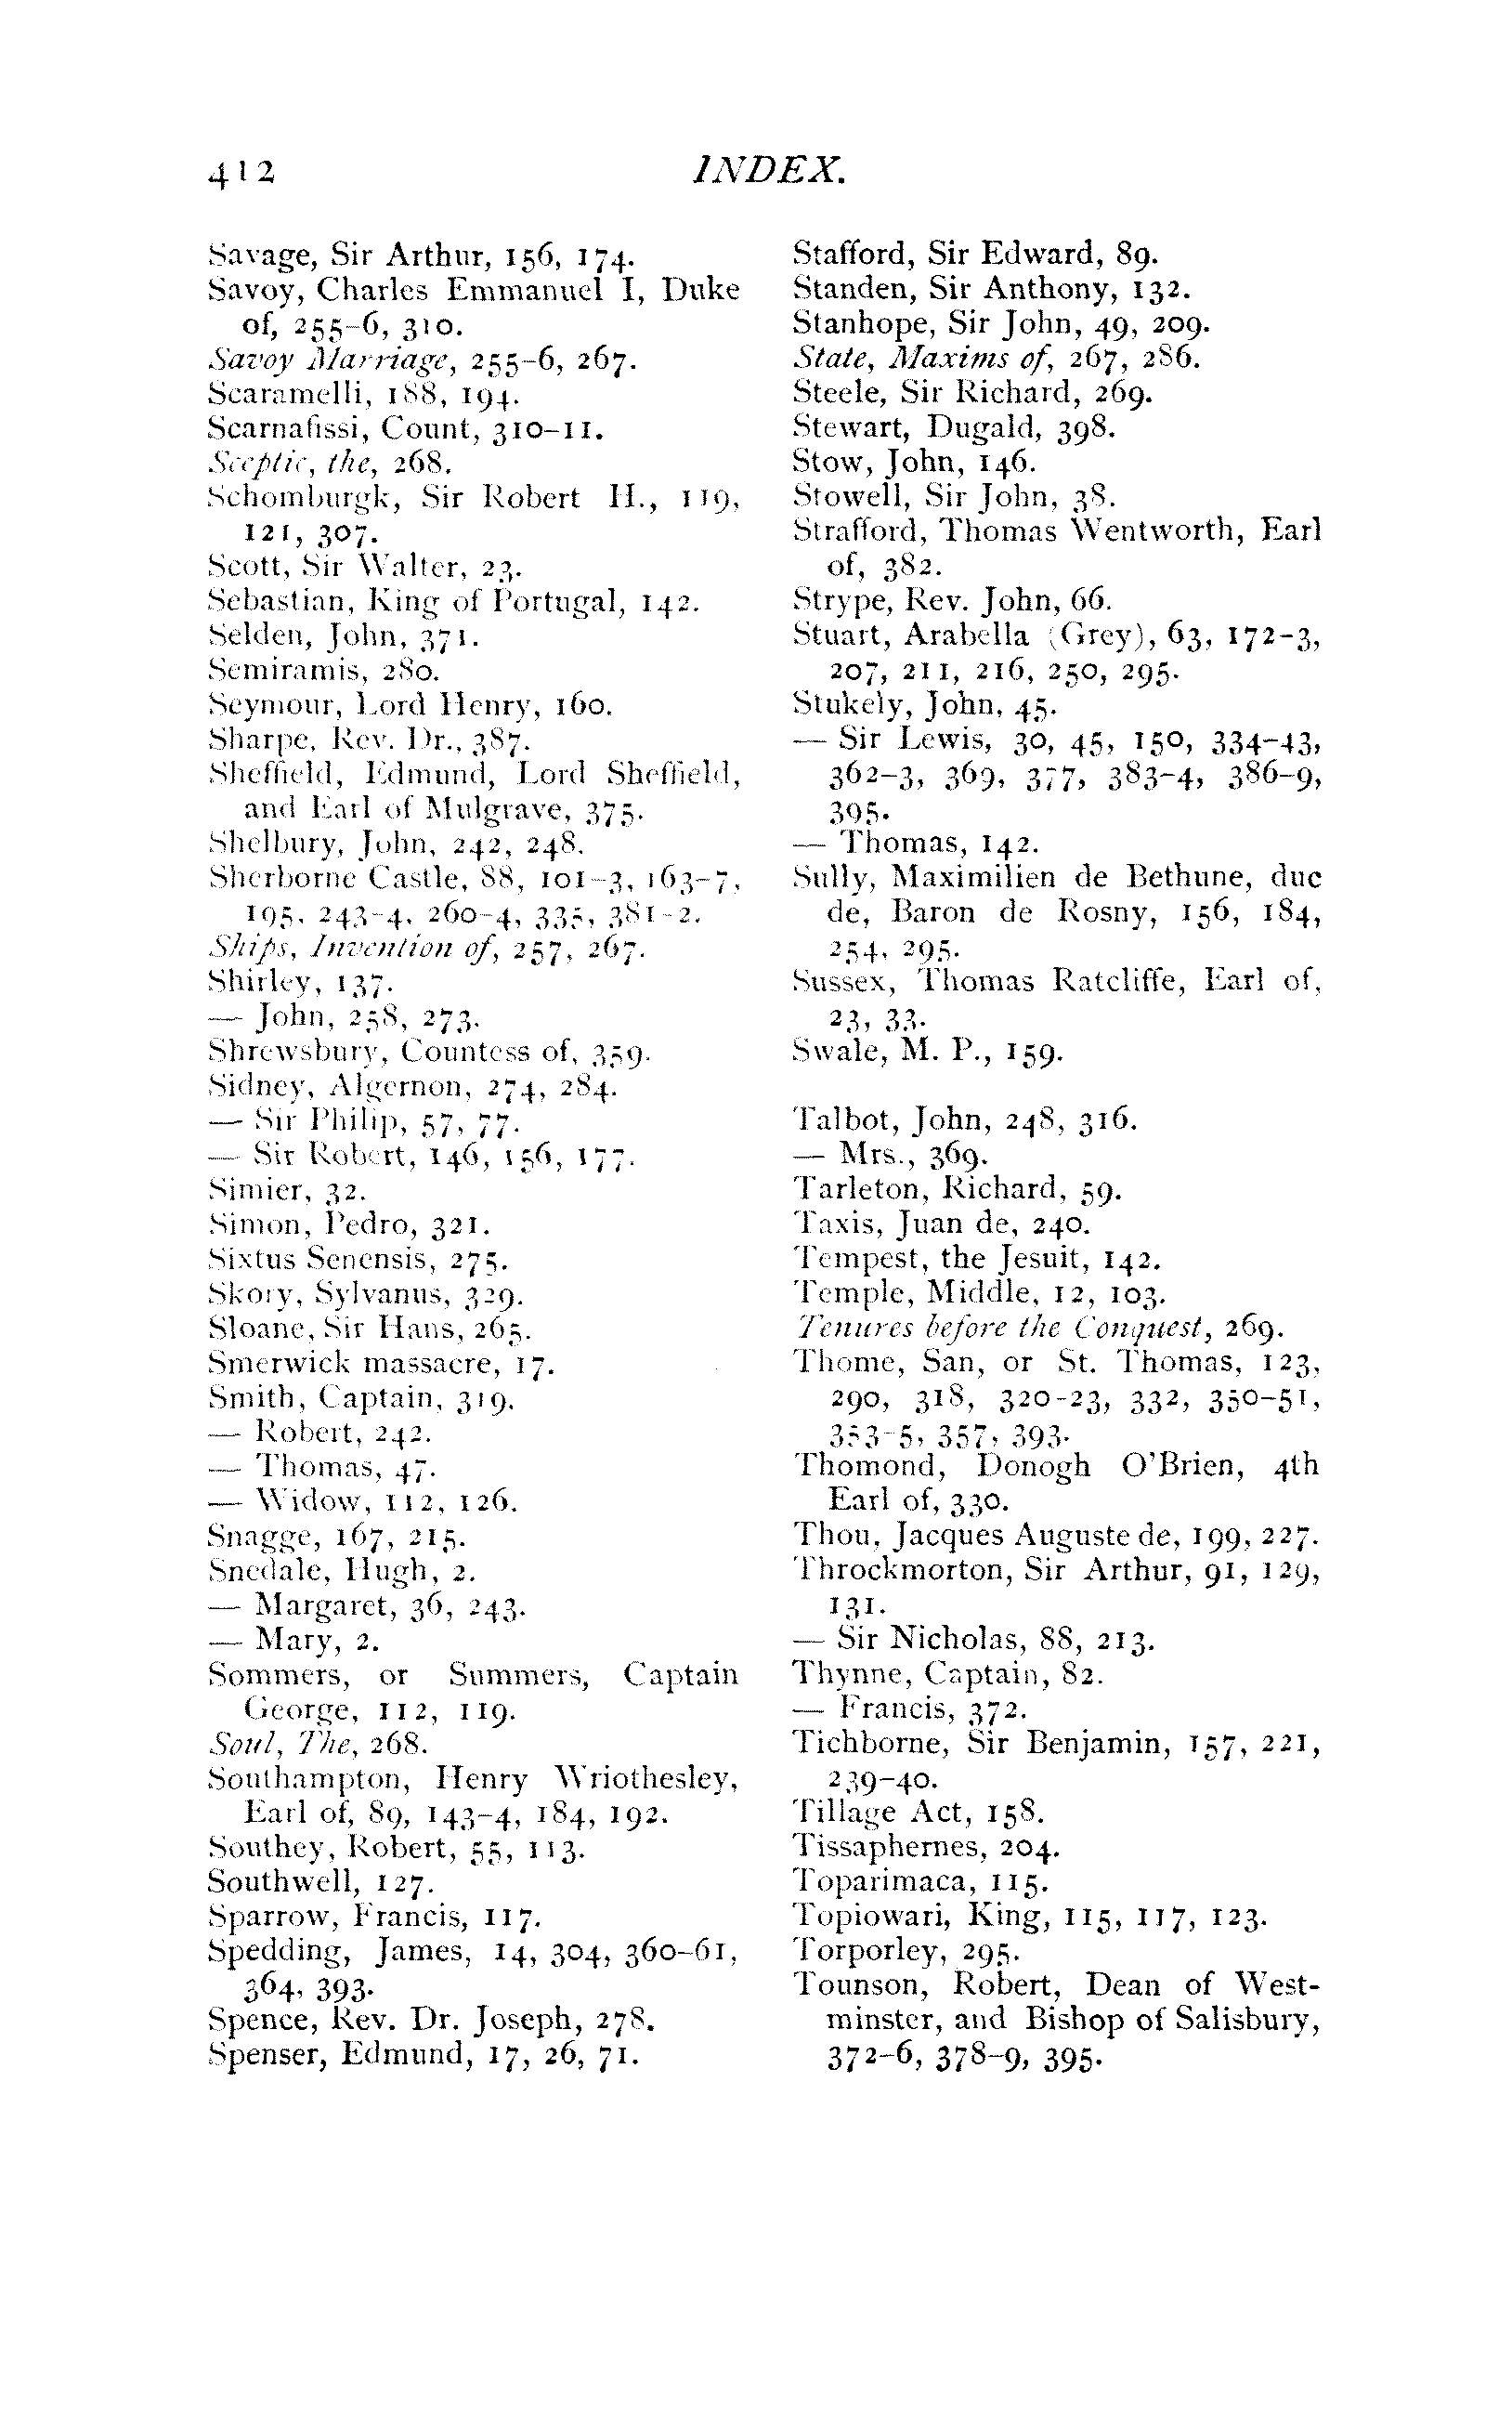 412
INDEX.
Savage, Sir Arthur, 156, 174.
Savoy, Charles Emmanuel I, Duke
of, 255-6, 310.
Savoy Marriage, 255-6, 267.
Scaramelli, 188, 194.
Scarnafissi, Count, 310-11.
Sceptic, the, 268.
Schomburgk, Sir Robert H., 119,
121, 307.
Scott, Sir Walter, 23.
Sebastian, King of Portugal, 142.
Selden, John, 371.
Semiramis, 280.
Seymour, Lord Henry, 160.
Sharpe, Rev. Dr., 387.
Sheffield, Edmund, Lord Sheffield,
and Earl of Mulgrave, 375.
Shelbury, John, 242, 248.
Sherborne Castle, 88, 101-3, 163-7,
195, 243-4, 260-4, 335, 381-2.
Ships, Invention of, 257, 267.
Shirley, 137.
— John, 258, 273.
Shrewsbury, Countess of, 359.
Sidney, Algernon, 274, 284.
— Sir Philip, 57, 77.
— Sir Robert, 146, 156, 177.
Simier, 32.
Simon, Pedro, 321.
Sixtus Senensis, 275.
Skory, Sylvanus, 329.
Sloane, Sir Hans, 265.
Smerwick massacre, 17.
Smith, Captain, 319.
— Robert, 242.
— Thomas, 47.
— Widow, 112, 126.
Snagge, 167, 215.
Snedale, Hugh, 2.
— Margaret, 36, 243.
— Mary, 2.
Sommers, or Summers, Captain
George, 112, 119.
Soul, The, 268.
Southampton, Henry Wriothesley,
Earl of, 89, 143-4, 184, 192.
Southey, Robert, 55, 113.
Southwell, 127.
Sparrow, Francis, 117.
Spedding, James, 14, 304, 360-61,
364, 393.
Spence, Rev. Dr. Joseph, 278.
Spenser, Edmund, 17, 26, 71.
Stafford, Sir Edward, 89.
Standen, Sir Anthony, 132.
Stanhope, Sir John, 49, 209.
State, Maxims of, 267, 286.
Steele, Sir Richard, 269.
Stewart, Dugald, 398.
Stow, John, 146.
Stowell, Sir John, 38.
Strafford, Thomas Wentworth, Earl
of, 382.
Strype, Rev. John, 66.
Stuart, Arabella (Grey), 63, 172-3,
207, 211, 216, 250, 295.
Stukely, John, 45.
— Sir Lewis, 30, 45, 150, 334-43,
362-3, 369, 377, 383-4, 386-9,
395.
— Thomas, 142.
Sully, Maximilien de Bethune, duc
de, Baron de Rosny, 156, 184,
254, 295.
Sussex, Thomas Ratcliffe, Earl of,
23, 33.
Swale, M. P., 159.
Talbot, John, 248, 316.
— Mrs., 369.
Tarleton, Richard, 59.
Taxis, Juan de, 240.
Tempest, the Jesuit, 142.
Temple, Middle, 12, 103.
Tenures before the Conquest, 269.
Thome, San, or St. Thomas, 123,
290, 318, 320-23, 332, 350-51,
353-5, 357, 393.
Thomond, Donogh O'Brien, 4th
Earl of, 330.
Thou, Jacques Auguste de, 199, 227.
Throckmorton, Sir Arthur, 91, 129,
131.
— Sir Nicholas, 88, 213.
Thynne, Captain, 82.
— Francis, 372.
Tichborne, Sir Benjamin, 157, 221,
239-40.
Tillage Act, 158.
Tissaphernes, 204.
Toparimaca, 115.
Topiowari, King, 115, 117, 123.
Torporley, 295.
Tounson, Robert, Dean of West-
minster, and Bishop of Salisbury,
372-6, 378-9, 395.